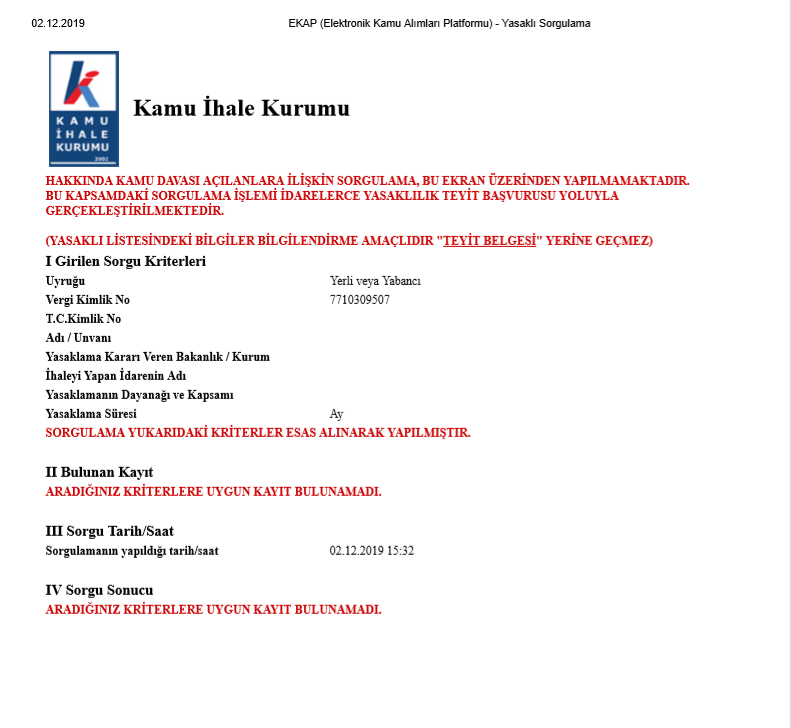 02.12.2019 EKAP (Elektronik Kamu Alımları Platformu) - Yasaklı Sorgulama
KAMU
İHALE
KURUMU
2002
Kamu İhale Kurumu
HAKKINDA KAMU DAVASI AÇILANLARA İLİŞKİN SORGULAMA, BU EKRAN ÜZERİNDEN YAPILMAMAKTADIR.
BU KAPSAMDAKİ SORGULAMA İŞLEMİ İDARELERCE YASAKLILIK TEYİT BAŞVURUSU YOLUYLA
GERÇEKLEŞTİRİLMEKTEDİR.
(YASAKLI LİSTESİNDEKİ BİLGİLER BİLGİLENDİRME AMAÇLIDIR "TEYİT BELGESİ" YERİNE GEÇMEZ)
I Girilen Sorgu Kriterleri
Uyruğu Yerli veya Yabancı
Vergi Kimlik No 7710309507
T.C.Kimlik No
Adı / Unvanı
Yasaklama Kararı Veren Bakanlık / Kurum
İhaleyi Yapan İdarenin Adı
Yasaklamanın Dayanağı ve Kapsamı
Yasaklama Süresi Ay
SORGULAMA YUKARIDAKİ KRİTERLER ESAS ALINARAK YAPILMIŞTIR.
II Bulunan Kayıt
ARADIĞINIZ KRİTERLERE UYGUN KAYIT BULUNAMADI.
III Sorgu Tarih/Saat
Sorgulamanın yapıldığı tarih/saat 02.12.2019 15:32
IV Sorgu Sonucu
ARADIĞINIZ KRİTERLERE UYGUN KAYIT BULUNAMADI.